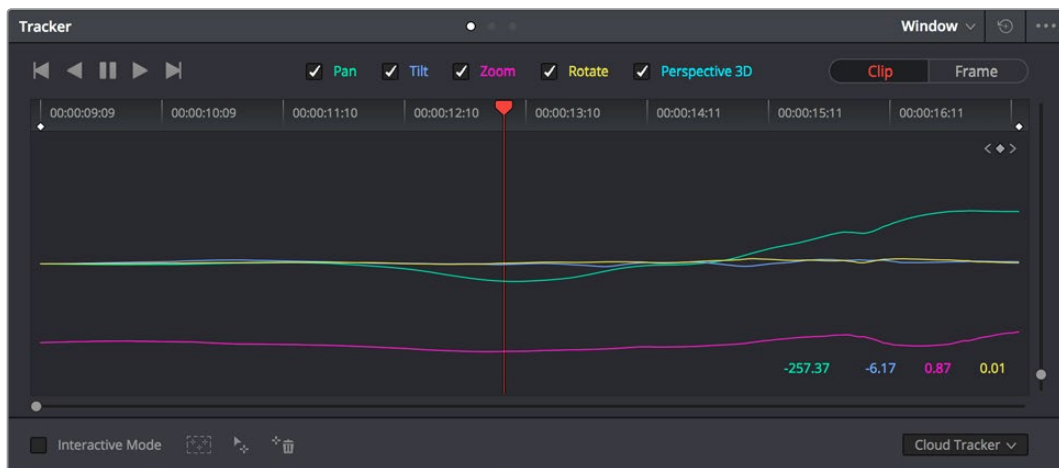 Tracker
Window
Pan Tilt Zoom Rotate Perspective 3D Clip Frame
00:00:09:09 00:00:10:09 00:00:11:10 00:00:12:10 00:00:13:10 00:00:14:11 00:00:15:11 00:00:16:11
-257.37 -6.17 0.87 0.01
Interactive Mode Cloud Tracker